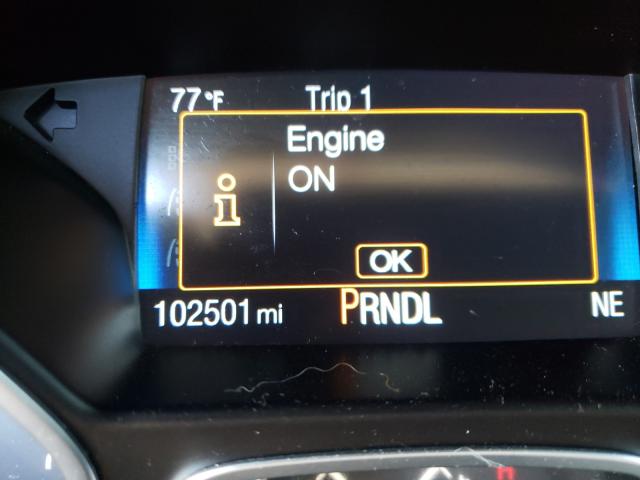 77°F Trip 1
Engine
ON
i
OK
102501 mi PRNDL NE